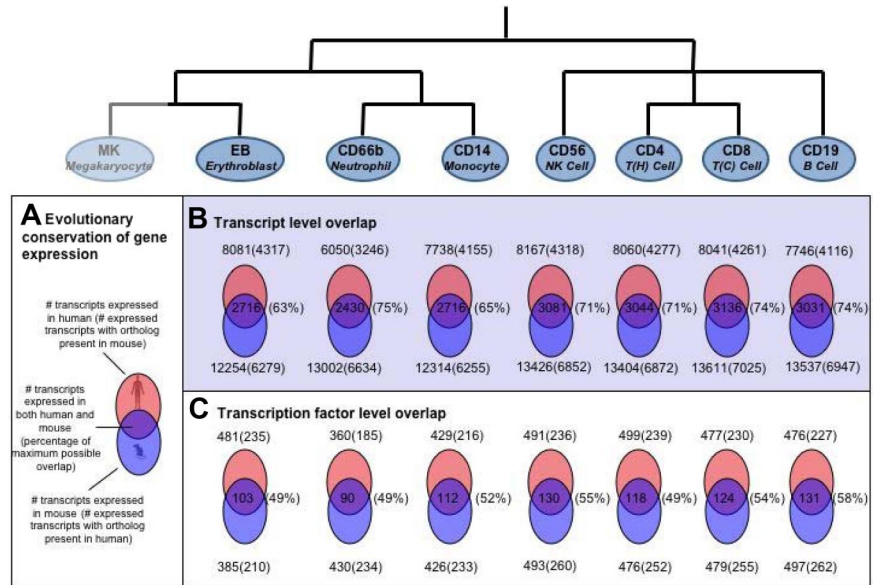 MK
Megakaryocyte
EB
Erythroblast
CD66b
Neutrophil
CD14
Monocyte
CD56
NK Cell
CD4
T(H) Cell
CD8
T(C) Cell
CD19
B Cell
A Evolutionary
conservation of gene
expression
# transcripts expressed
in human (# expressed
transcripts with ortholog
present in mouse)
# transcripts
expressed in
both human and
mouse
(percentage of
maximum possible
overlap)
# transcripts expressed
in mouse (# expressed
transcripts with ortholog
present in human)
B Transcript level overlap
8081(4317) 6050(3246) 7738(4155) 8167(4318) 8060(4277) 8041(4261) 7746(4116)
2716 (63%) 2430 (75%) 2716 (65%) 3081 (71%) 3044 (71%) 3136 (74%) 3031 (74%)
12254(6279) 13002(6634) 12314(6255) 13426(6852) 13404(6872) 13611(7025) 13537(6947)
C Transcription factor level overlap
481(235) 360(185) 429(216) 491(236) 499(239) 477(230) 476(227)
103 (49%) 90 (49%) 112 (52%) 130 (55%) 118 (49%) 124 (54%) 131 (58%)
385(210) 430(234) 426(233) 493(260) 476(252) 479(255) 497(262)